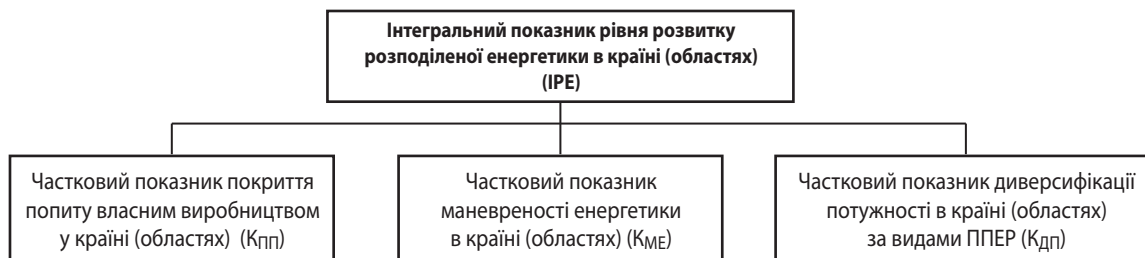 Інтегральний показник рівня розвитку
розподіленої енергетики в країні (областях)
(ІРЕ)
Частковий показник покриття
попиту власним виробництвом
у країні (областях) (КПП)
Частковий показник
маневреності енергетики
в країні (областях) (КМЕ)
Частковий показник диверсифікації
потужності в країні (областях)
за видами ППЕР (КДП)